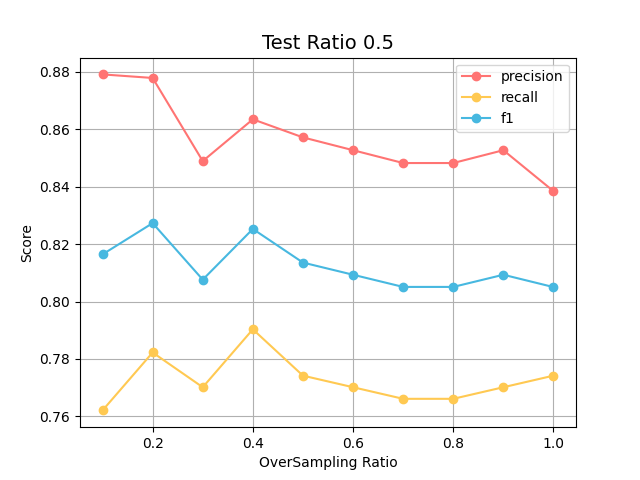 Test Ratio 0.5
precision
recall
f1
0.88
0.86
0.84
0.82
0.80
0.78
0.76
Score
0.2 0.4 0.6 0.8 1.0
OverSampling Ratio